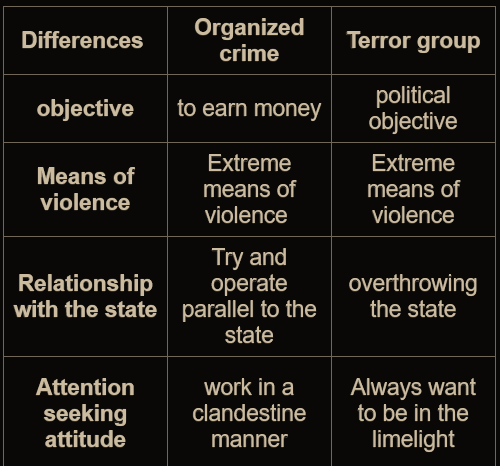 Differences
Organized
crime
Terror group
objective
to earn money
political
objective
Means of
violence
Extreme
means of
violence
Extreme
means of
violence
Relationship
with the state
Try and
operate
parallel to the
state
overthrowing
the state
Attention
seeking
attitude
work in a
clandestine
manner
Always want
to be in the
limelight